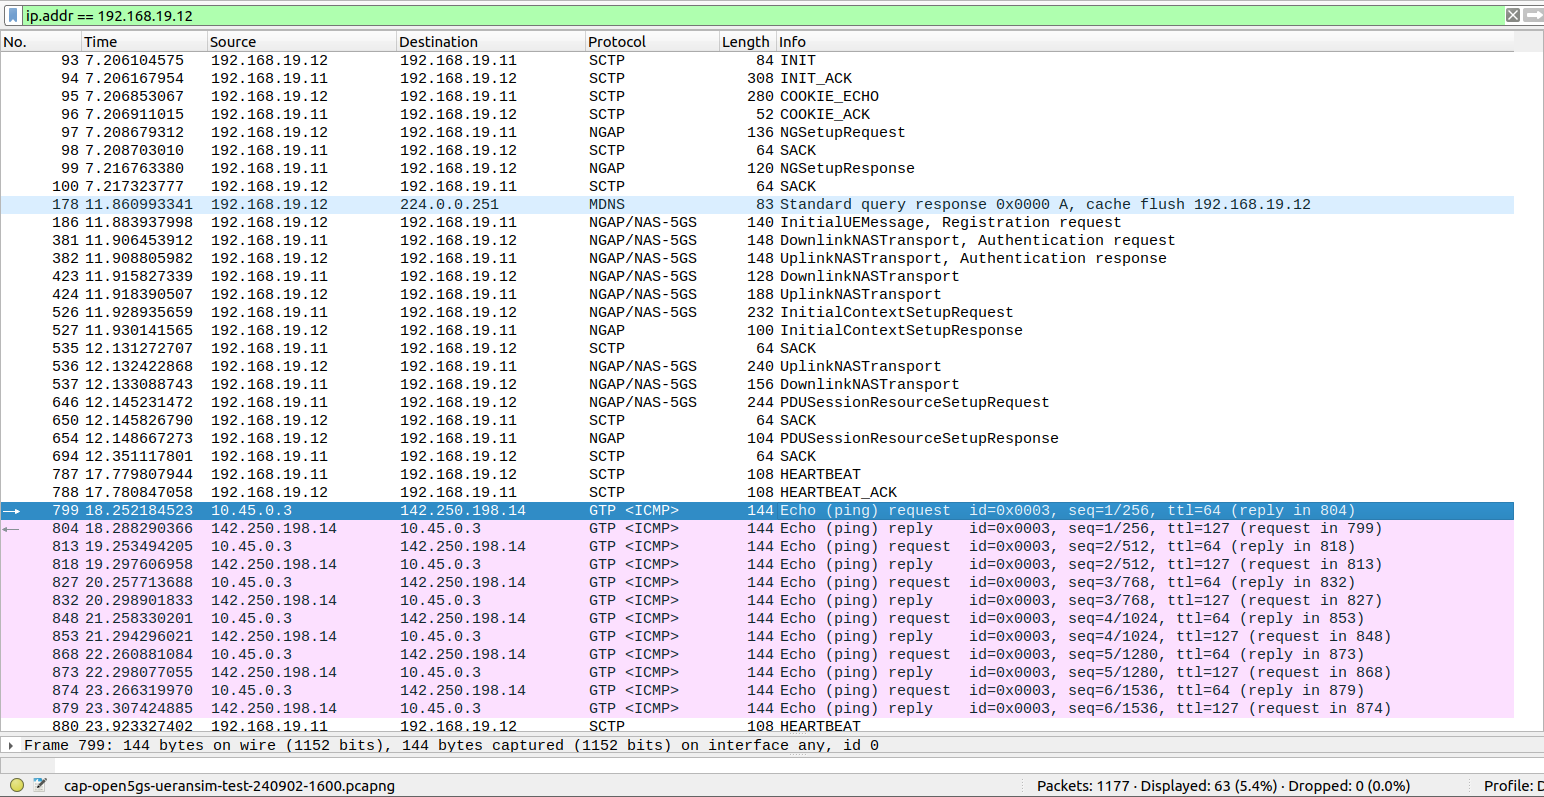 ip.addr == 192.168.19.12
No. Time Source Destination Protocol Length Info
93 7.206104575 192.168.19.12 192.168.19.11 SCTP 84 INIT
94 7.206167954 192.168.19.11 192.168.19.12 SCTP 308 INIT_ACK
95 7.206853067 192.168.19.12 192.168.19.11 SCTP 280 COOKIE_ECHO
96 7.206911015 192.168.19.11 192.168.19.12 SCTP 52 COOKIE_ACK
97 7.208679312 192.168.19.12 192.168.19.11 NGAP 136 NGSetupRequest
98 7.208703010 192.168.19.11 192.168.19.12 SCTP 64 SACK
99 7.216763380 192.168.19.11 192.168.19.12 NGAP 120 NGSetupResponse
100 7.217323777 192.168.19.12 192.168.19.11 SCTP 64 SACK
178 11.860993341 192.168.19.12 224.0.0.251 MDNS 83 Standard query response 0x0000 A, cache flush 192.168.19.12
186 11.883937998 192.168.19.12 192.168.19.11 NGAP/NAS-5GS 140 InitialUEMessage, Registration request
381 11.906453912 192.168.19.11 192.168.19.12 NGAP/NAS-5GS 148 DownlinkNASTransport, Authentication request
382 11.908805982 192.168.19.12 192.168.19.11 NGAP/NAS-5GS 148 UplinkNASTransport, Authentication response
423 11.915827339 192.168.19.11 192.168.19.12 NGAP/NAS-5GS 128 DownlinkNASTransport
424 11.918390507 192.168.19.12 192.168.19.11 NGAP/NAS-5GS 188 UplinkNASTransport
526 11.928935659 192.168.19.11 192.168.19.12 NGAP/NAS-5GS 232 InitialContextSetupRequest
527 11.930141565 192.168.19.12 192.168.19.11 NGAP 100 InitialContextSetupResponse
535 12.131272707 192.168.19.11 192.168.19.12 SCTP 64 SACK
536 12.132422868 192.168.19.12 192.168.19.11 NGAP/NAS-5GS 240 UplinkNASTransport
537 12.133088743 192.168.19.11 192.168.19.12 NGAP/NAS-5GS 156 DownlinkNASTransport
646 12.145231472 192.168.19.11 192.168.19.12 NGAP/NAS-5GS 244 PDUSessionResourceSetupRequest
650 12.145826790 192.168.19.12 192.168.19.11 SCTP 64 SACK
654 12.148667273 192.168.19.12 192.168.19.11 NGAP 104 PDUSessionResourceSetupResponse
694 12.351117801 192.168.19.11 192.168.19.12 SCTP 64 SACK
787 17.779807944 192.168.19.11 192.168.19.12 SCTP 108 HEARTBEAT
788 17.780847058 192.168.19.12 192.168.19.11 SCTP 108 HEARTBEAT_ACK
799 18.252184523 10.45.0.3 142.250.198.14 GTP <ICMP> 144 Echo (ping) request id=0x0003, seq=1/256, ttl=64 (reply in 804)
804 18.288290366 142.250.198.14 10.45.0.3 GTP <ICMP> 144 Echo (ping) reply id=0x0003, seq=1/256, ttl=127 (request in 799)
813 19.253494205 10.45.0.3 142.250.198.14 GTP <ICMP> 144 Echo (ping) request id=0x0003, seq=2/512, ttl=64 (reply in 818)
818 19.297606958 142.250.198.14 10.45.0.3 GTP <ICMP> 144 Echo (ping) reply id=0x0003, seq=2/512, ttl=127 (request in 813)
827 20.257713688 10.45.0.3 142.250.198.14 GTP <ICMP> 144 Echo (ping) request id=0x0003, seq=3/768, ttl=64 (reply in 832)
832 20.298901833 142.250.198.14 10.45.0.3 GTP <ICMP> 144 Echo (ping) reply id=0x0003, seq=3/768, ttl=127 (request in 827)
848 21.258330201 10.45.0.3 142.250.198.14 GTP <ICMP> 144 Echo (ping) request id=0x0003, seq=4/1024, ttl=64 (reply in 853)
853 21.294296021 142.250.198.14 10.45.0.3 GTP <ICMP> 144 Echo (ping) reply id=0x0003, seq=4/1024, ttl=127 (request in 848)
868 22.260881084 10.45.0.3 142.250.198.14 GTP <ICMP> 144 Echo (ping) request id=0x0003, seq=5/1280, ttl=64 (reply in 873)
873 22.298077055 142.250.198.14 10.45.0.3 GTP <ICMP> 144 Echo (ping) reply id=0x0003, seq=5/1280, ttl=127 (request in 868)
874 23.266319970 10.45.0.3 142.250.198.14 GTP <ICMP> 144 Echo (ping) request id=0x0003, seq=6/1536, ttl=64 (reply in 879)
879 23.307424885 142.250.198.14 10.45.0.3 GTP <ICMP> 144 Echo (ping) reply id=0x0003, seq=6/1536, ttl=127 (request in 874)
880 23.923327402 192.168.19.11 192.168.19.12 SCTP 108 HEARTBEAT
Frame 799: 144 bytes on wire (1152 bits), 144 bytes captured (1152 bits) on interface any, id 0
cap-open5gs-ueransim-test-240902-1600.pcapng Packets: 1177 · Displayed: 63 (5.4%) · Dropped: 0 (0.0%) Profile: D